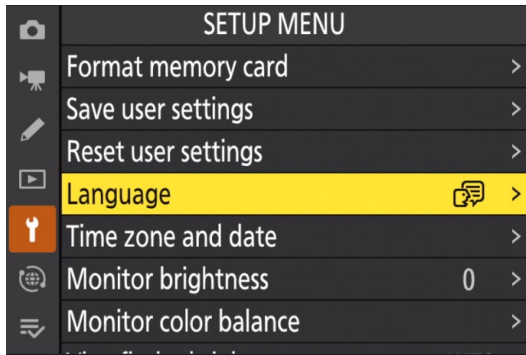 SETUP MENU
Format memory card >
Save user settings >
Reset user settings >
Language >
Time zone and date >
Monitor brightness 0 >
Monitor color balance >